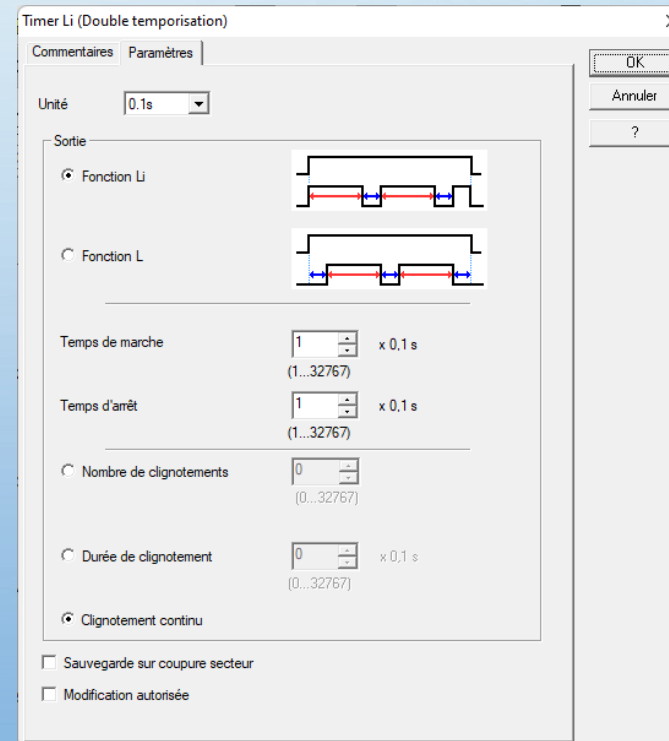 Timer Li (Double temporisation)
Commentaires Paramètres
OK
Annuler
?
Unité 0.1s
Sortie
Fonction Li
Fonction L
Temps de marche 1 x 0,1 s
(1...32767)
Temps d'arrêt 1 x 0,1 s
(1...32767)
Nombre de clignotements 0
(0...32767)
Durée de clignotement 0 x 0,1 s
(0...32767)
Clignotement continu
Sauvegarde sur coupure secteur
Modification autorisée